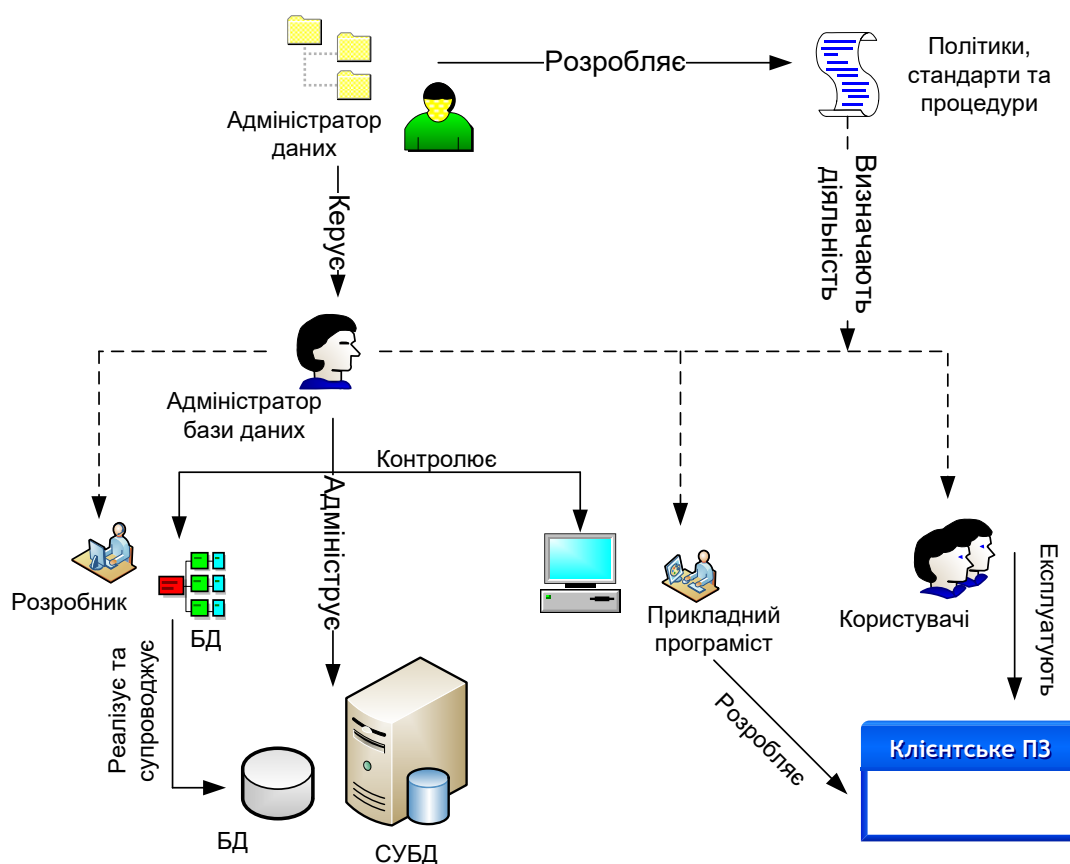 Розробляє
Політики,
стандарти та
процедури
Адміністратор
даних
Керує
Визначають
діяльність
Адміністратор
бази даних
Контролює
Адмініструє
Розробник
БД
Прикладний
програміст
Користувачі
Експлуатують
Реалізує та
супроводжує
Розробляє
Клієнтське ПЗ
БД
СУБД